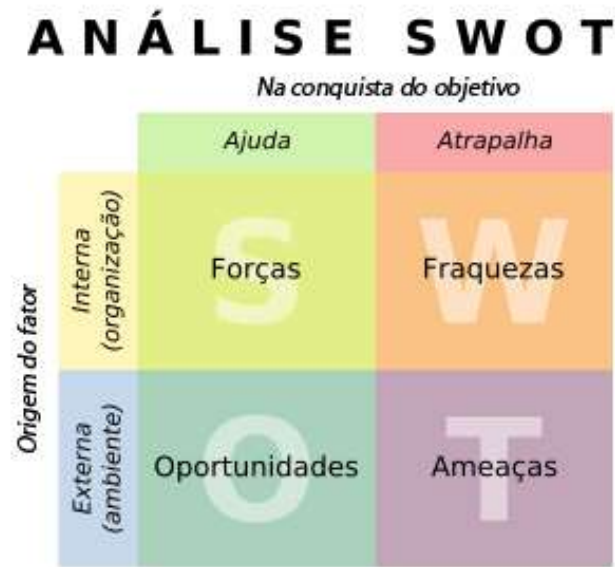 ANÁLISE SWOT
Na conquista do objetivo
Ajuda
Atrapalha
Origem do fator
Interna
(organização)
S
Forças
W
Fraquezas
Externa
(ambiente)
O
Oportunidades
T
Ameaças